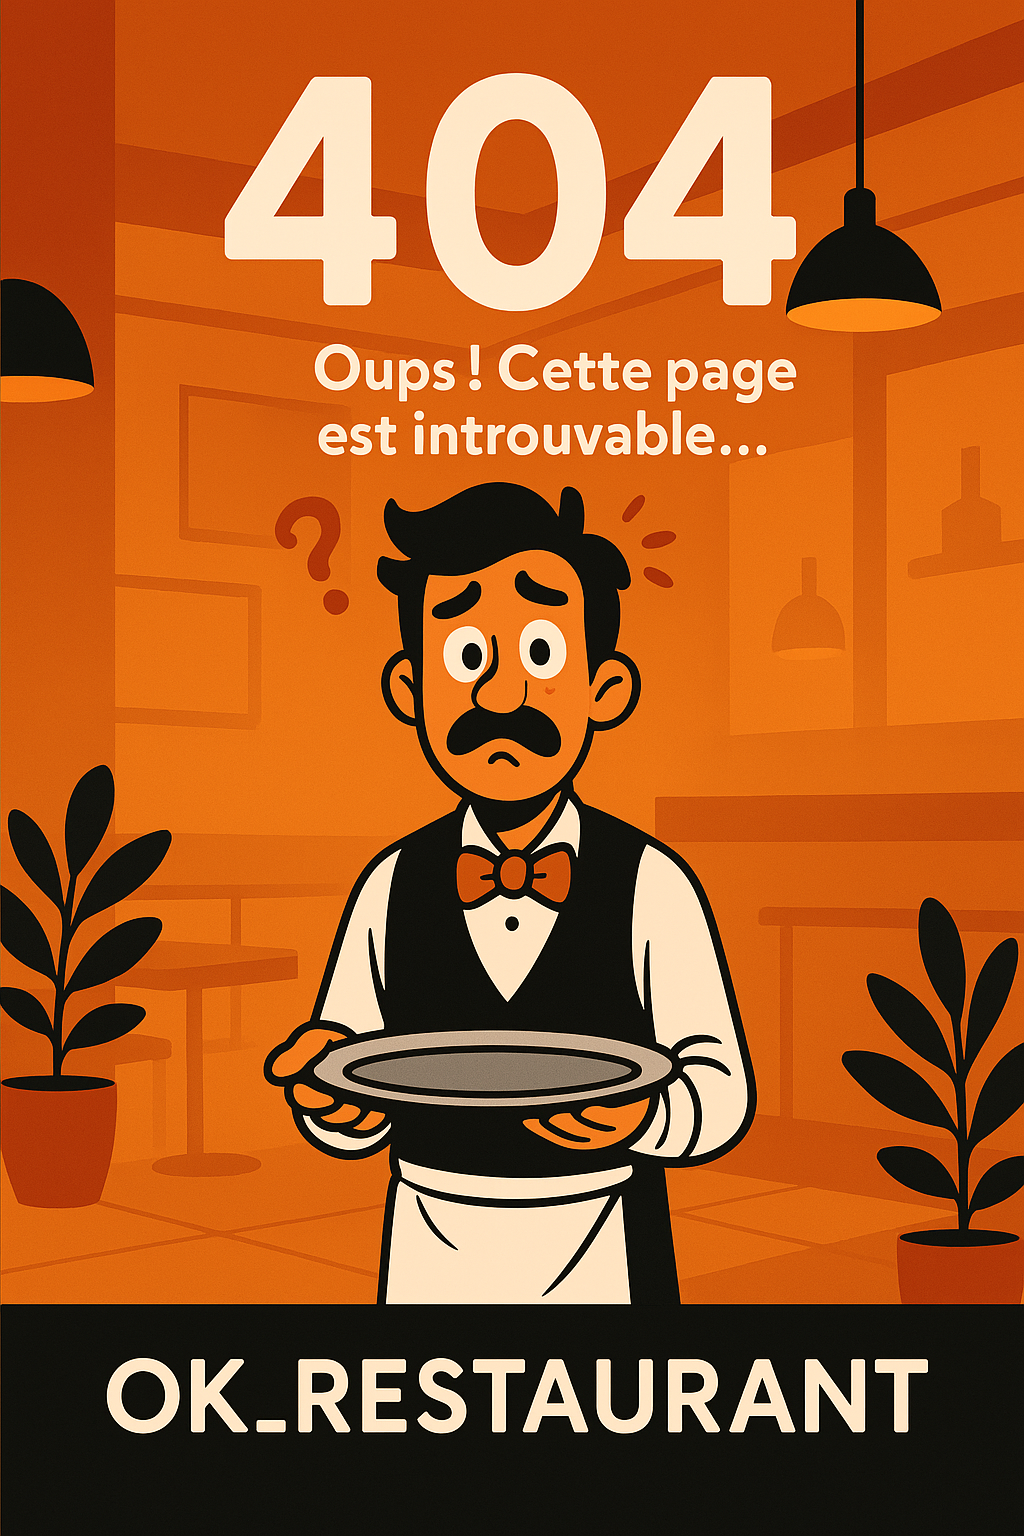 404
Oups ! Cette page
est introuvable...
?
OK_RESTAURANT